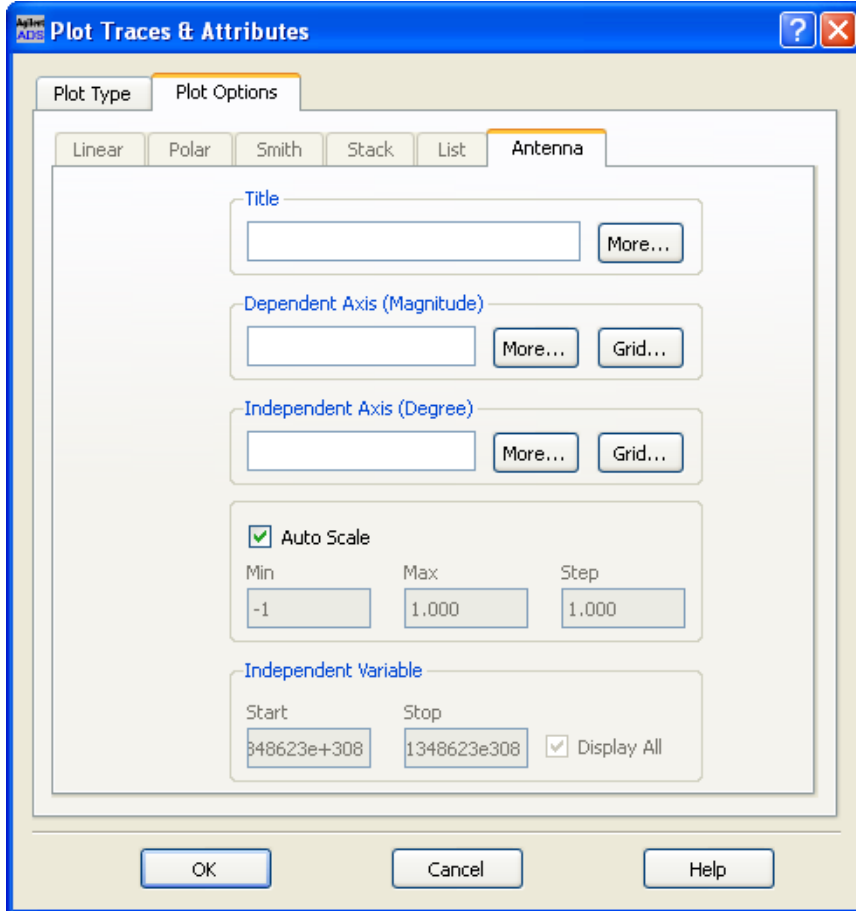 Agilent ADS Plot Traces & Attributes
Plot Type Plot Options
Linear Polar Smith Stack List Antenna
Title
More...
Dependent Axis (Magnitude)
More... Grid...
Independent Axis (Degree)
More... Grid...
Auto Scale
Min Max Step
-1 1.000 1.000
Independent Variable
Start Stop
348623e+308 1348623e308 Display All
OK Cancel Help